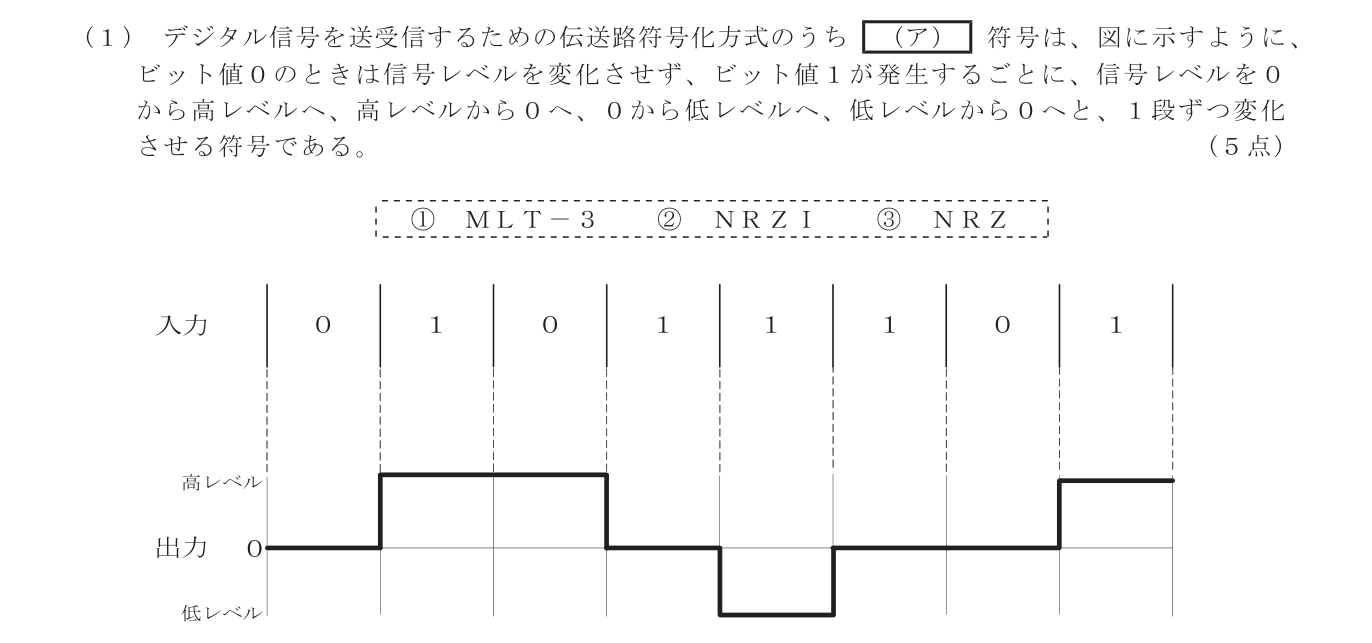 （１）　デジタル信号を送受信するための伝送路符号化方式のうち （ア） 符号は、図に示すように、
ビット値０のときは信号レベルを変化させず、ビット値１が発生するごとに、信号レベルを０
から高レベルへ、高レベルから０へ、０から低レベルへ、低レベルから０へと、１段ずつ変化
させる符号である。　（５点）
①　ＭＬＴ－３　②　ＮＲＺＩ　③　ＮＲＺ
入力　０　１　０　１　１　１　０　１
高レベル
出力　０
低レベル